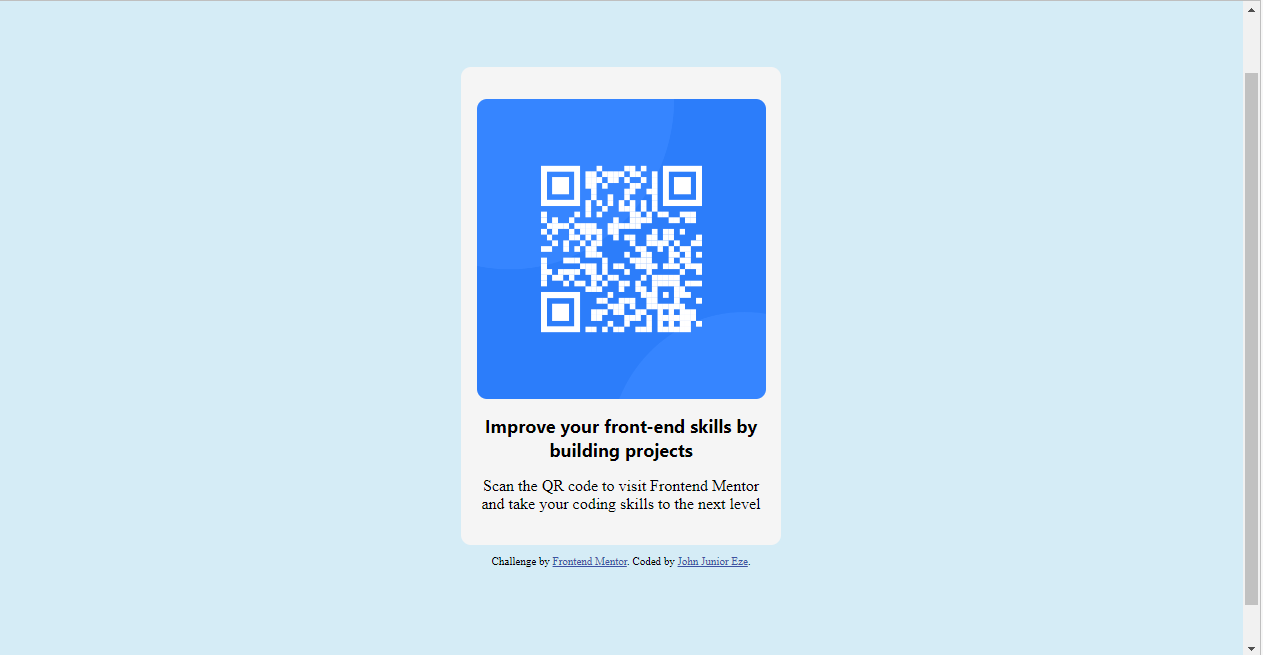 Improve your front-end skills by
building projects
Scan the QR code to visit Frontend Mentor
and take your coding skills to the next level
Challenge by Frontend Mentor. Coded by John Junior Eze.